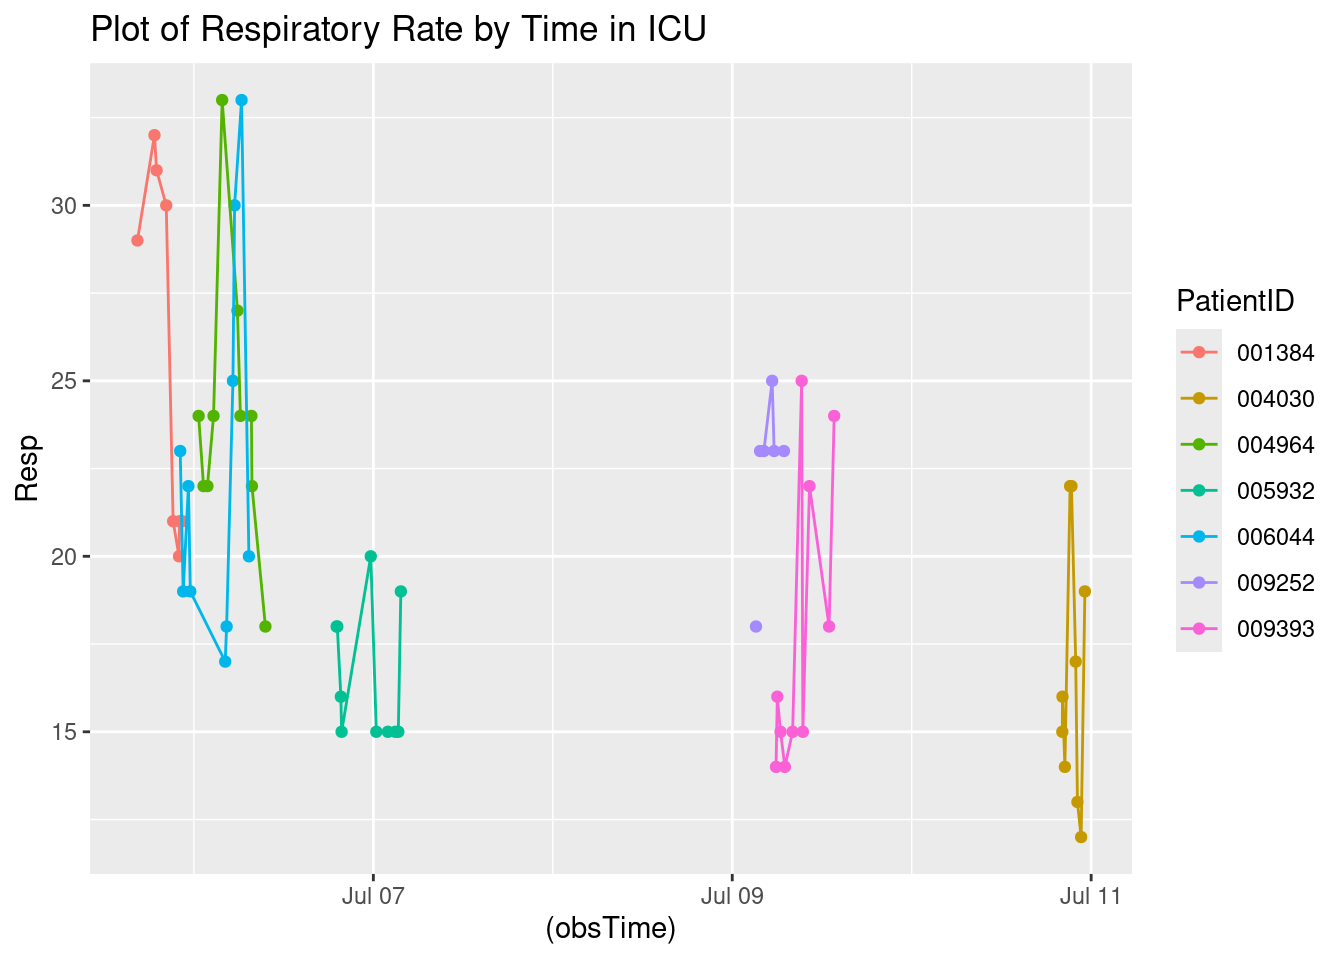 Plot of Respiratory Rate by Time in ICU
30
25
20
15
Resp
Jul 07
Jul 09
Jul 11
(obsTime)
PatientID
001384
004030
004964
005932
006044
009252
009393